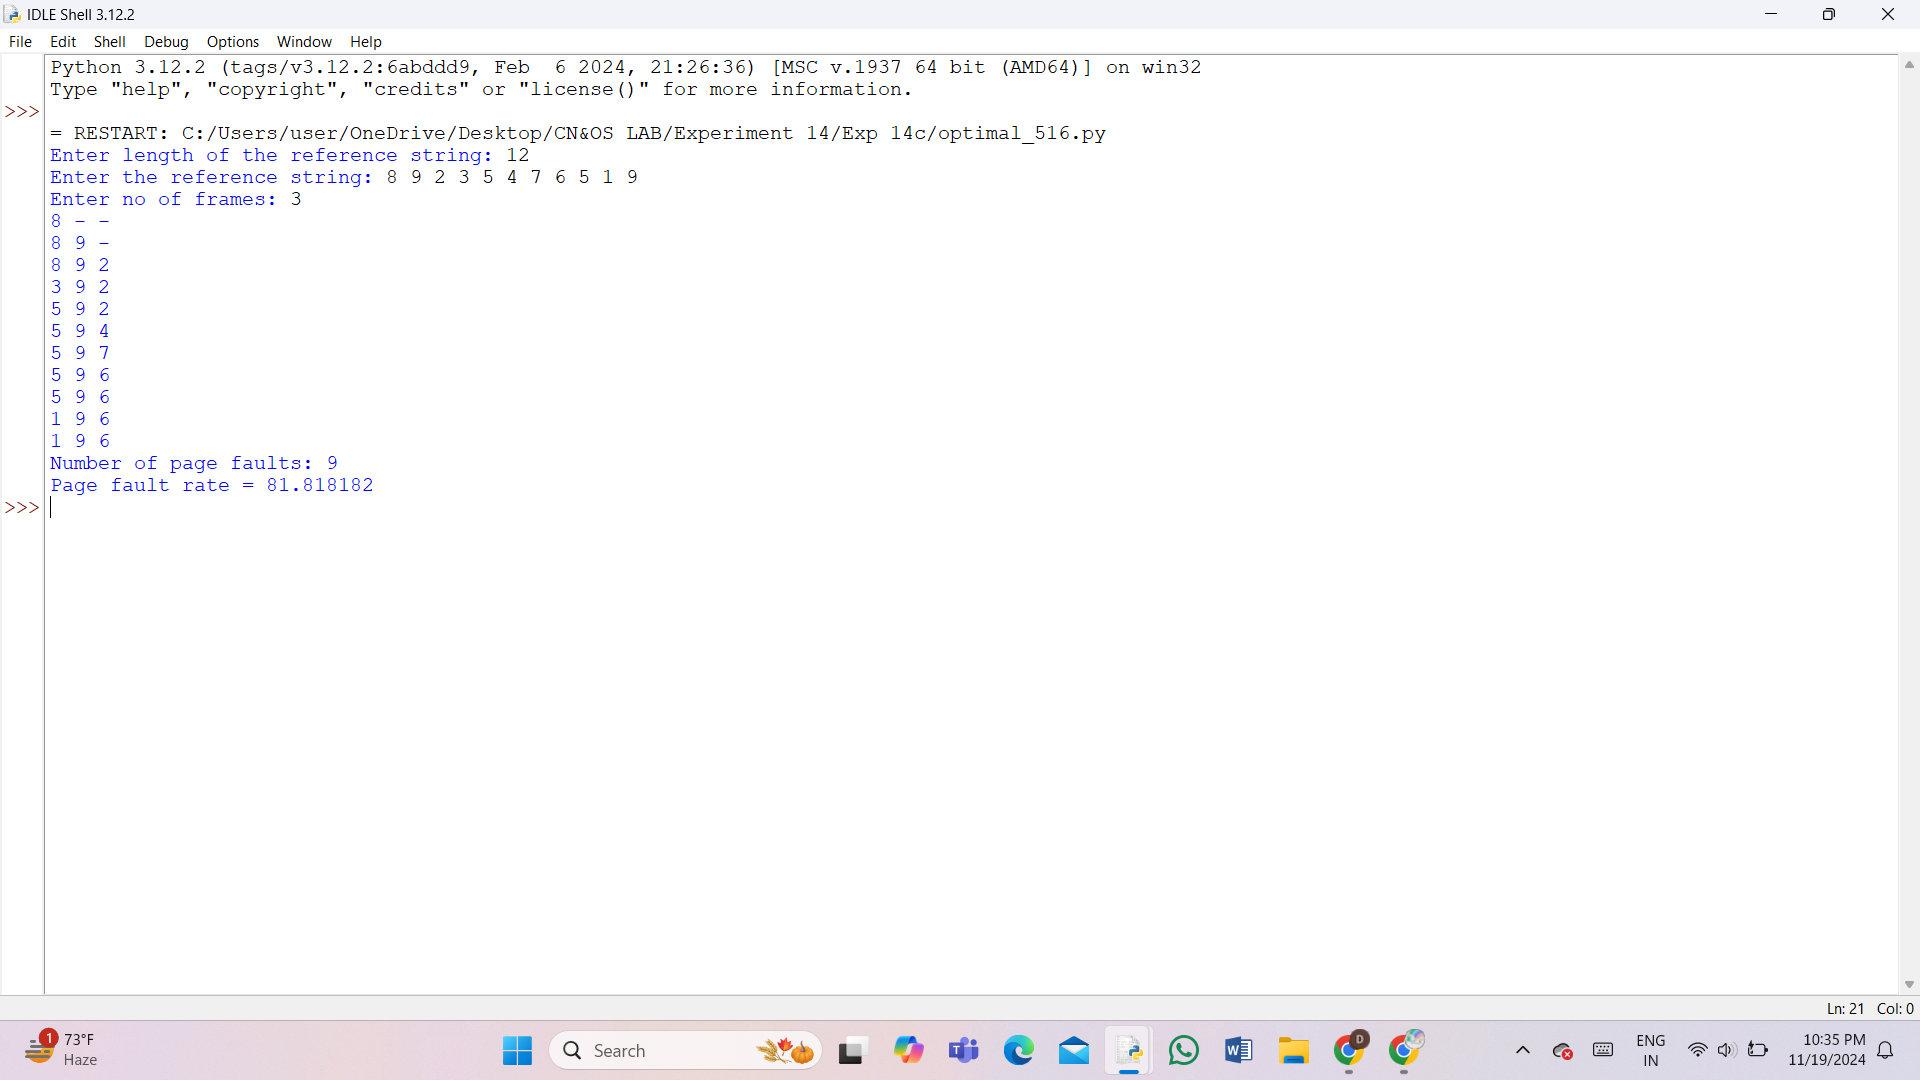 IDLE Shell 3.12.2
File Edit Shell Debug Options Window Help
Python 3.12.2 (tags/v3.12.2:6abddd9, Feb  6 2024, 21:26:36) [MSC v.1937 64 bit (AMD64)] on win32
Type "help", "copyright", "credits" or "license()" for more information.
>>>
= RESTART: C:/Users/user/OneDrive/Desktop/CN&OS LAB/Experiment 14/Exp 14c/optimal_516.py
Enter length of the reference string: 12
Enter the reference string: 8 9 2 3 5 4 7 6 5 1 9
Enter no of frames: 3
8 - -
8 9 -
8 9 2
3 9 2
5 9 2
5 9 4
5 9 7
5 9 6
5 9 6
1 9 6
1 9 6
Number of page faults: 9
Page fault rate = 81.818182
>>>
Ln: 21 Col: 0
1 73°F
Haze
Search
D
ENG
IN
10:35 PM
11/19/2024